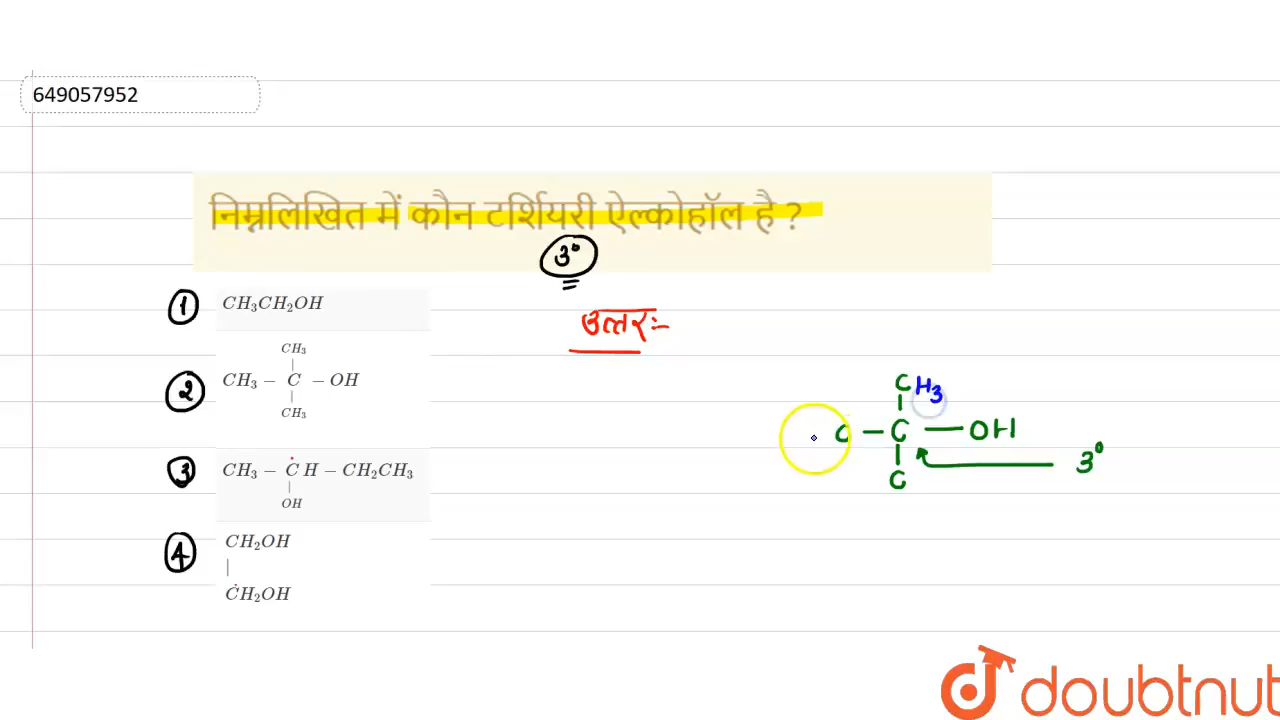 649057952
निम्नलिखित में कौन टर्शियरी ऐल्कोहॉल है ?
3°
उत्तर:-
1 CH3CH2OH
2
CH3
|
CH3 - C - OH
|
CH3
3 CH3 - CH - CH2CH3
|
OH
4 CH2OH
|
CH2OH
CH3
|
C - C - OH
|
C
3°
doubtnut